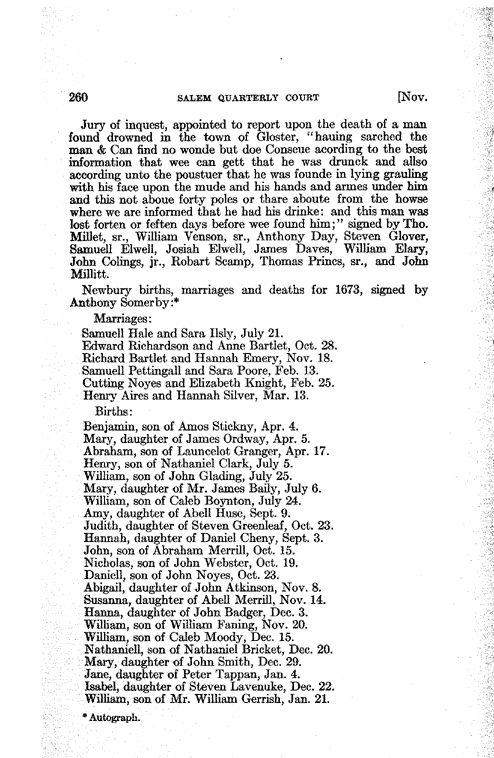 260 SALEM QUARTERLY COURT [Nov.
Jury of inquest, appointed to report upon the death of a man
found drowned in the town of Gloster, "hauing sarched the
man & Can find no wonde but doe Conseue acording to the best
information that wee can gett that he was drunck and allso
according unto the poustuer that he was founde in lying grauling
with his face upon the mude and his hands and armes under him
and this not aboue forty poles or thare aboute from the howse
where we are informed that he had his drinke: and this man was
lost forten or feften days before wee found him;" signed by Tho.
Millet, sr., William Venson, sr., Anthony Day, Steven Glover,
Samuell Elwell, Josiah Elwell, James Daves, William Elary,
John Colings, jr., Robart Scamp, Thomas Princs, sr., and John
Millitt.
Newbury births, marriages and deaths for 1673, signed by
Anthony Somerby:*
Marriages:
Samuell Hale and Sara Ilsly, July 21.
Edward Richardson and Anne Bartlet, Oct. 28.
Richard Bartlet and Hannah Emery, Nov. 18.
Samuel Pettingall and Sara Poore, Feb. 13.
Cutting Noyes and Elizabeth Knight, Feb. 25.
Henry Aires and Hannah Silver, Mar. 13.
Births:
Benjamin, son of Amos Stickny, Apr. 4.
Mary, daughter of James Ordway, Apr. 5.
Abraham, son of Launcelot Granger, Apr. 17.
Henry, son of Nathaniel Clark, July 5.
William, son of John Glading, July 25.
Mary, daughter of Mr. James Baily, July 6.
William, son of Caleb Boynton, July 24.
Amy, daughter of Abell Huse, Sept. 9.
Judith, daughter of Steven Greenleaf, Oct. 23.
Hannah, daughter of Daniel Cheny, Sept. 3.
John, son of Abraham Merrill, Oct. 15.
Nicholas, son of John Webster, Oct. 19.
Daniell, son of John Noyes, Oct. 23.
Abigail, daughter of John Atkinson, Nov. 8.
Susanna, daughter of Abell Merrill, Nov. 14.
Hanna, daughter of John Badger, Dec. 3.
William, son of William Faning, Nov. 20.
William, son of Caleb Moody, Dec. 15.
Nathaniell, son of Nathaniel Bricket, Dec. 20.
Mary, daughter of John Smith, Dec. 29.
Jane, daughter of Peter Tappan, Jan. 4.
Isabel, daughter of Steven Lavenuke, Dec. 22.
William, son of Mr. William Gerrish, Jan. 21.
* Autograph.